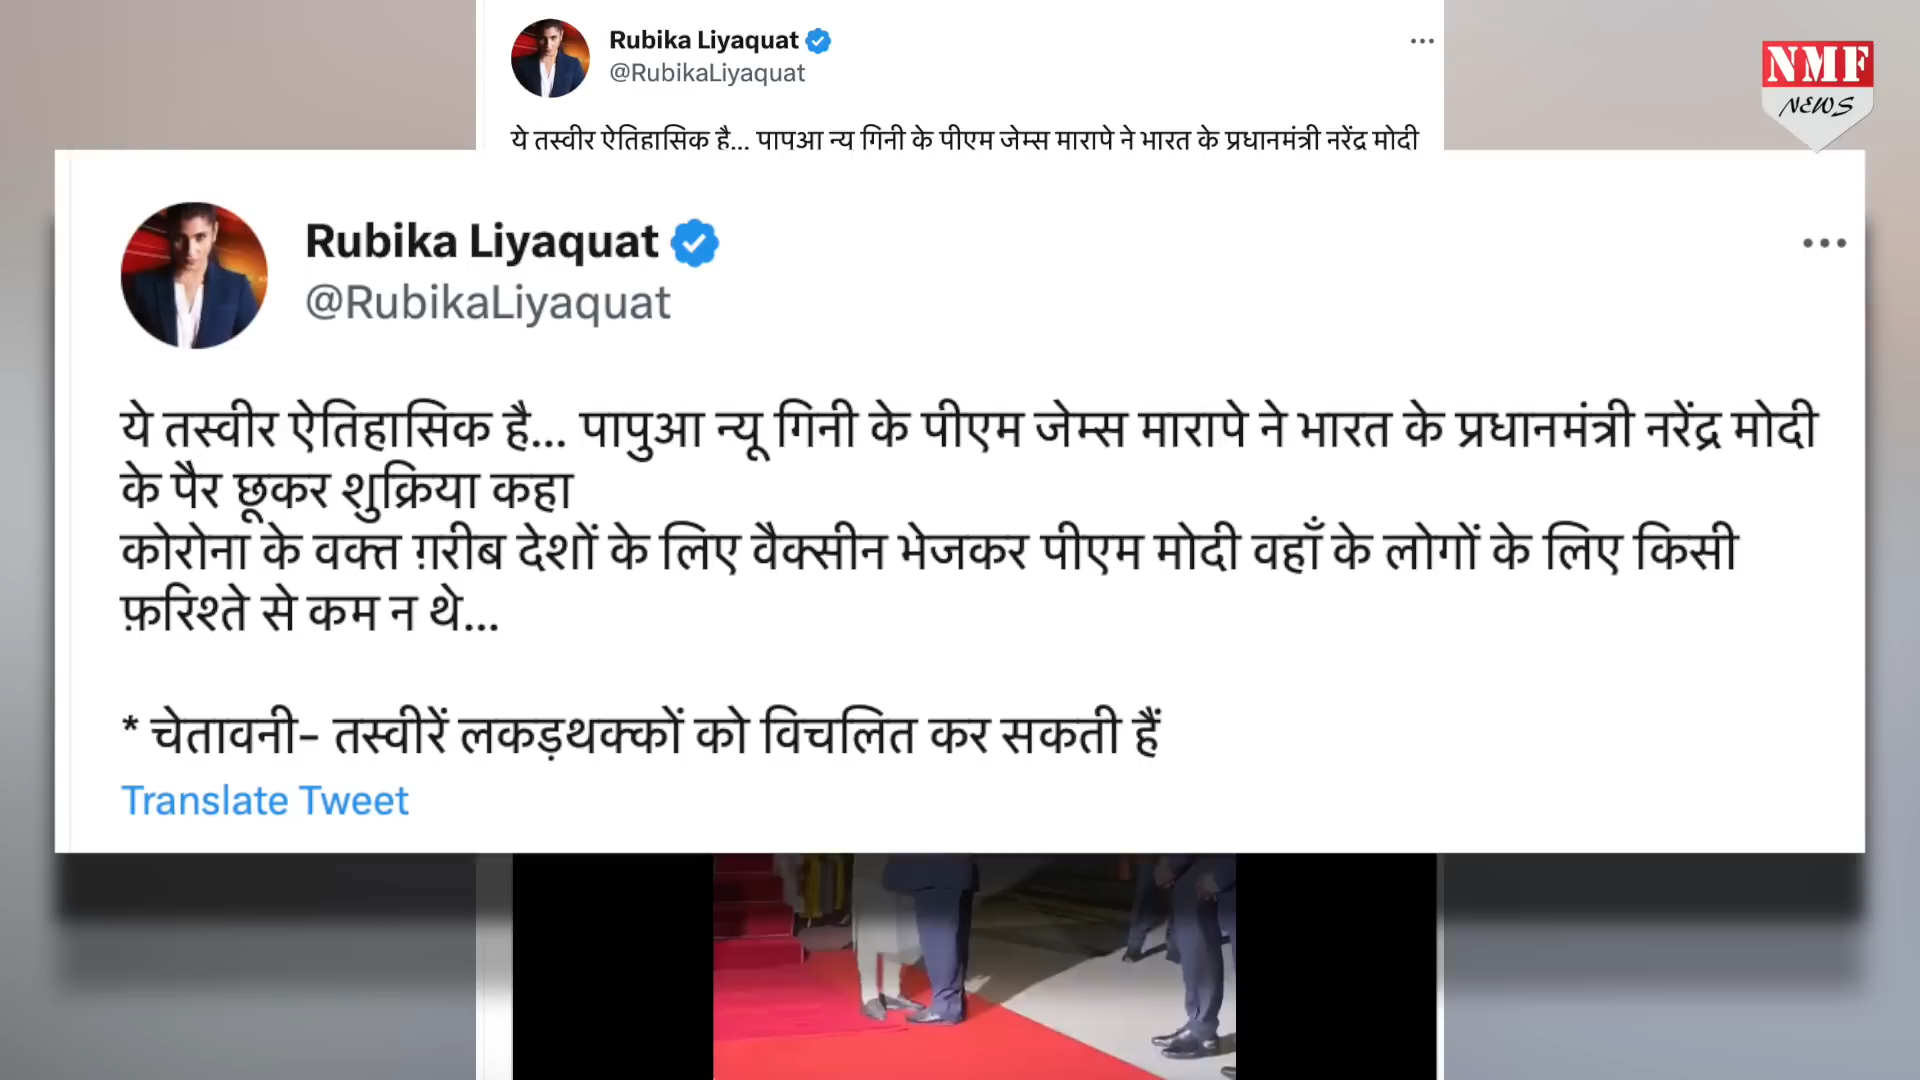 Rubika Liyaquat
@RubikaLiyaquat
ये तस्वीर ऐतिहासिक है... पापुआ न्यू गिनी के पीएम जेम्स मारापे ने भारत के प्रधानमंत्री नरेंद्र मोदी
NMF
NEWS
Rubika Liyaquat
@RubikaLiyaquat
ये तस्वीर ऐतिहासिक है... पापुआ न्यू गिनी के पीएम जेम्स मारापे ने भारत के प्रधानमंत्री नरेंद्र मोदी
के पैर छूकर शुक्रिया कहा
कोरोना के वक्त ग़रीब देशों के लिए वैक्सीन भेजकर पीएम मोदी वहाँ के लोगों के लिए किसी
फ़रिश्ते से कम न थे...
* चेतावनी- तस्वीरें लकड़थक्कों को विचलित कर सकती हैं
Translate Tweet